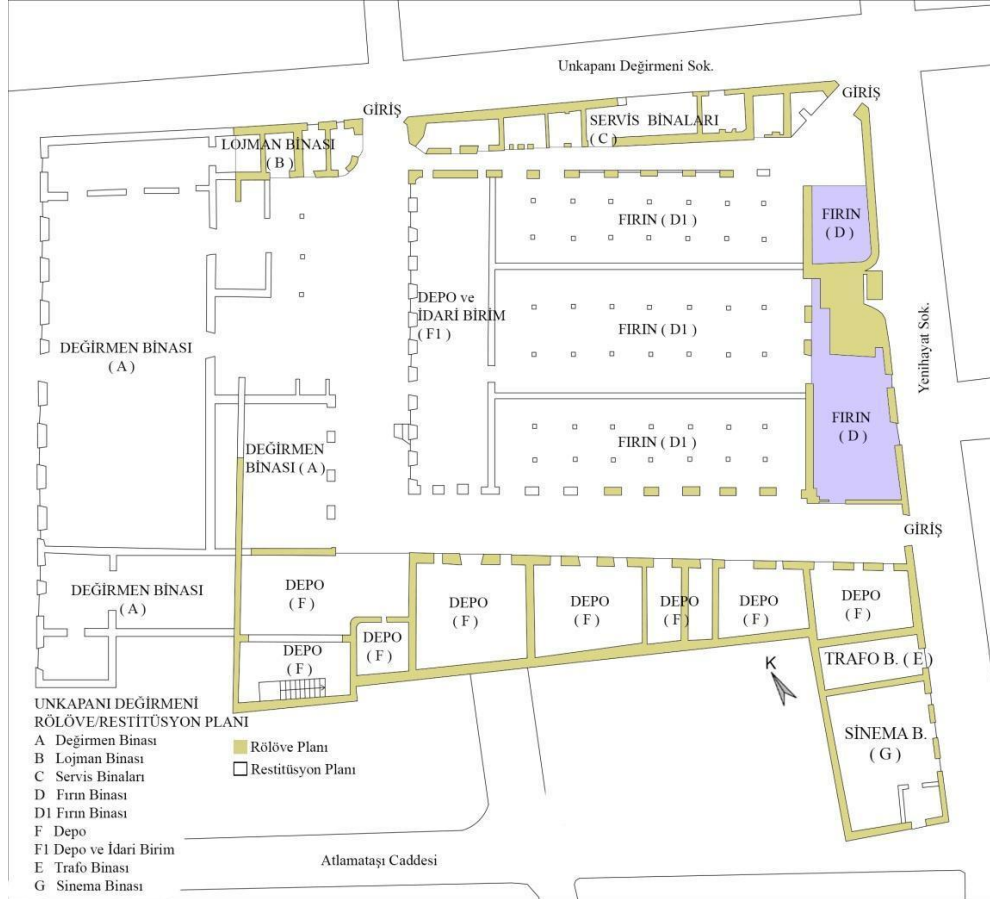 Unkapanı Değirmeni Sok.
GİRİŞ
GİRİŞ
SERVİS BİNALARI
( C )
LOJMAN BİNASI
( B )
FIRIN ( D1 )
FIRIN
( D )
DEPO ve
İDARİ BİRİM
( F1 )
FIRIN ( D1 )
DEĞİRMEN BİNASI
( A )
Yenihayat Sok.
FIRIN
( D )
DEĞİRMEN
BİNASI ( A )
FIRIN ( D1 )
GİRİŞ
DEĞİRMEN BİNASI
( A )
DEPO
( F )
DEPO
( F )
DEPO
( F )
DEPO
( F )
DEPO
( F )
DEPO
( F )
DEPO
( F )
DEPO
( F )
TRAFO B. ( E )
K
SİNEMA B.
( G )
UNKAPANI DEĞİRMENİ
RÖLÖVE/RESTİTÜSYON PLANI
A Değirmen Binası
B Lojman Binası
C Servis Binaları
D Fırın Binası
D1 Fırın Binası
F Depo
F1 Depo ve İdari Birim
E Trafo Binası
G Sinema Binası
Rölöve Planı
Restitüsyon Planı
Atlamataşı Caddesi